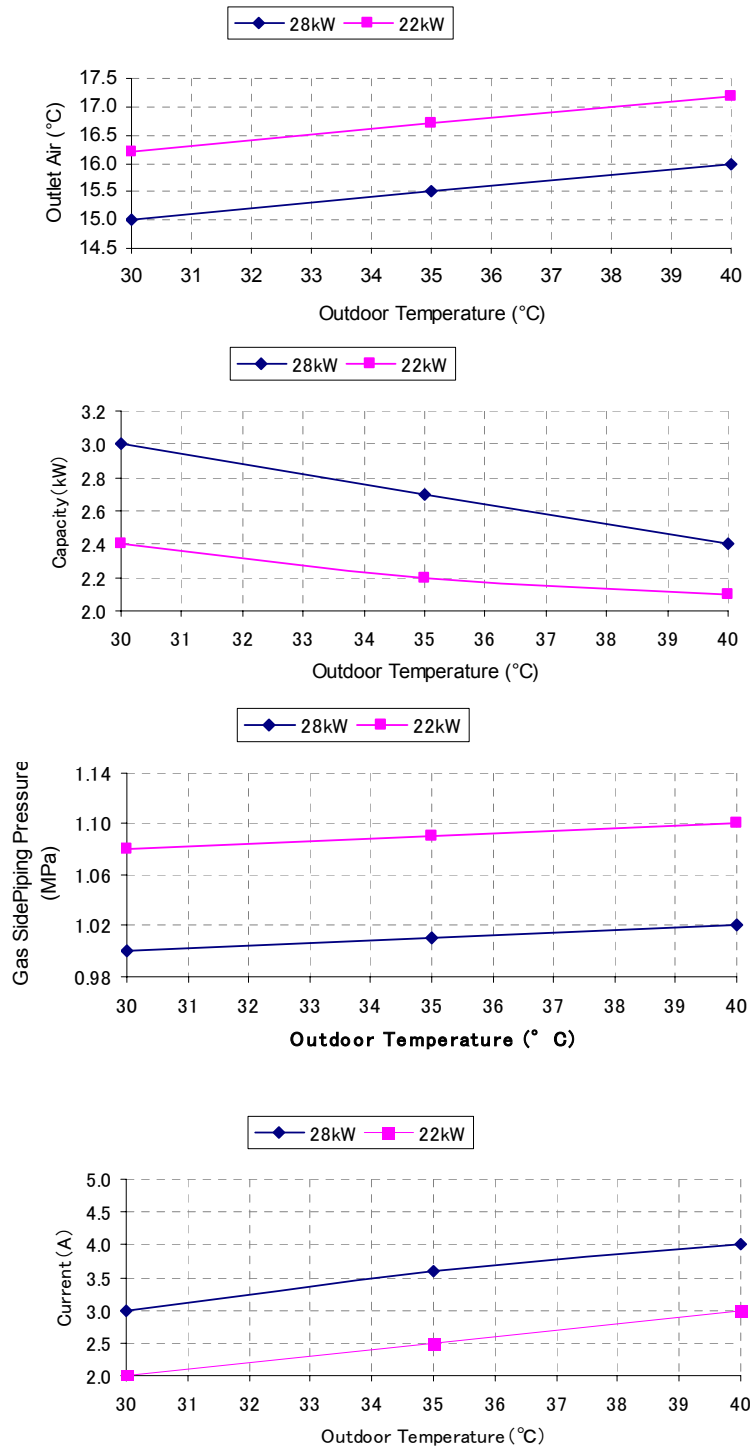 28kW 22kW
17.5
17.0
16.5
16.0
15.5
15.0
14.5
Outlet Air (°C)
30 31 32 33 34 35 36 37 38 39 40
Outdoor Temperature (°C)
28kW 22kW
3.2
3.0
2.8
2.6
2.4
2.2
2.0
Capacity(kW)
30 31 32 33 34 35 36 37 38 39 40
Outdoor Temperature (°C)
28kW 22kW
1.14
1.10
1.06
1.02
0.98
Gas SidePiping Pressure
(MPa)
30 31 32 33 34 35 36 37 38 39 40
Outdoor Temperature (° C)
28kW 22kW
5.0
4.5
4.0
3.5
3.0
2.5
2.0
Current(A)
30 31 32 33 34 35 36 37 38 39 40
Outdoor Temperature(℃)